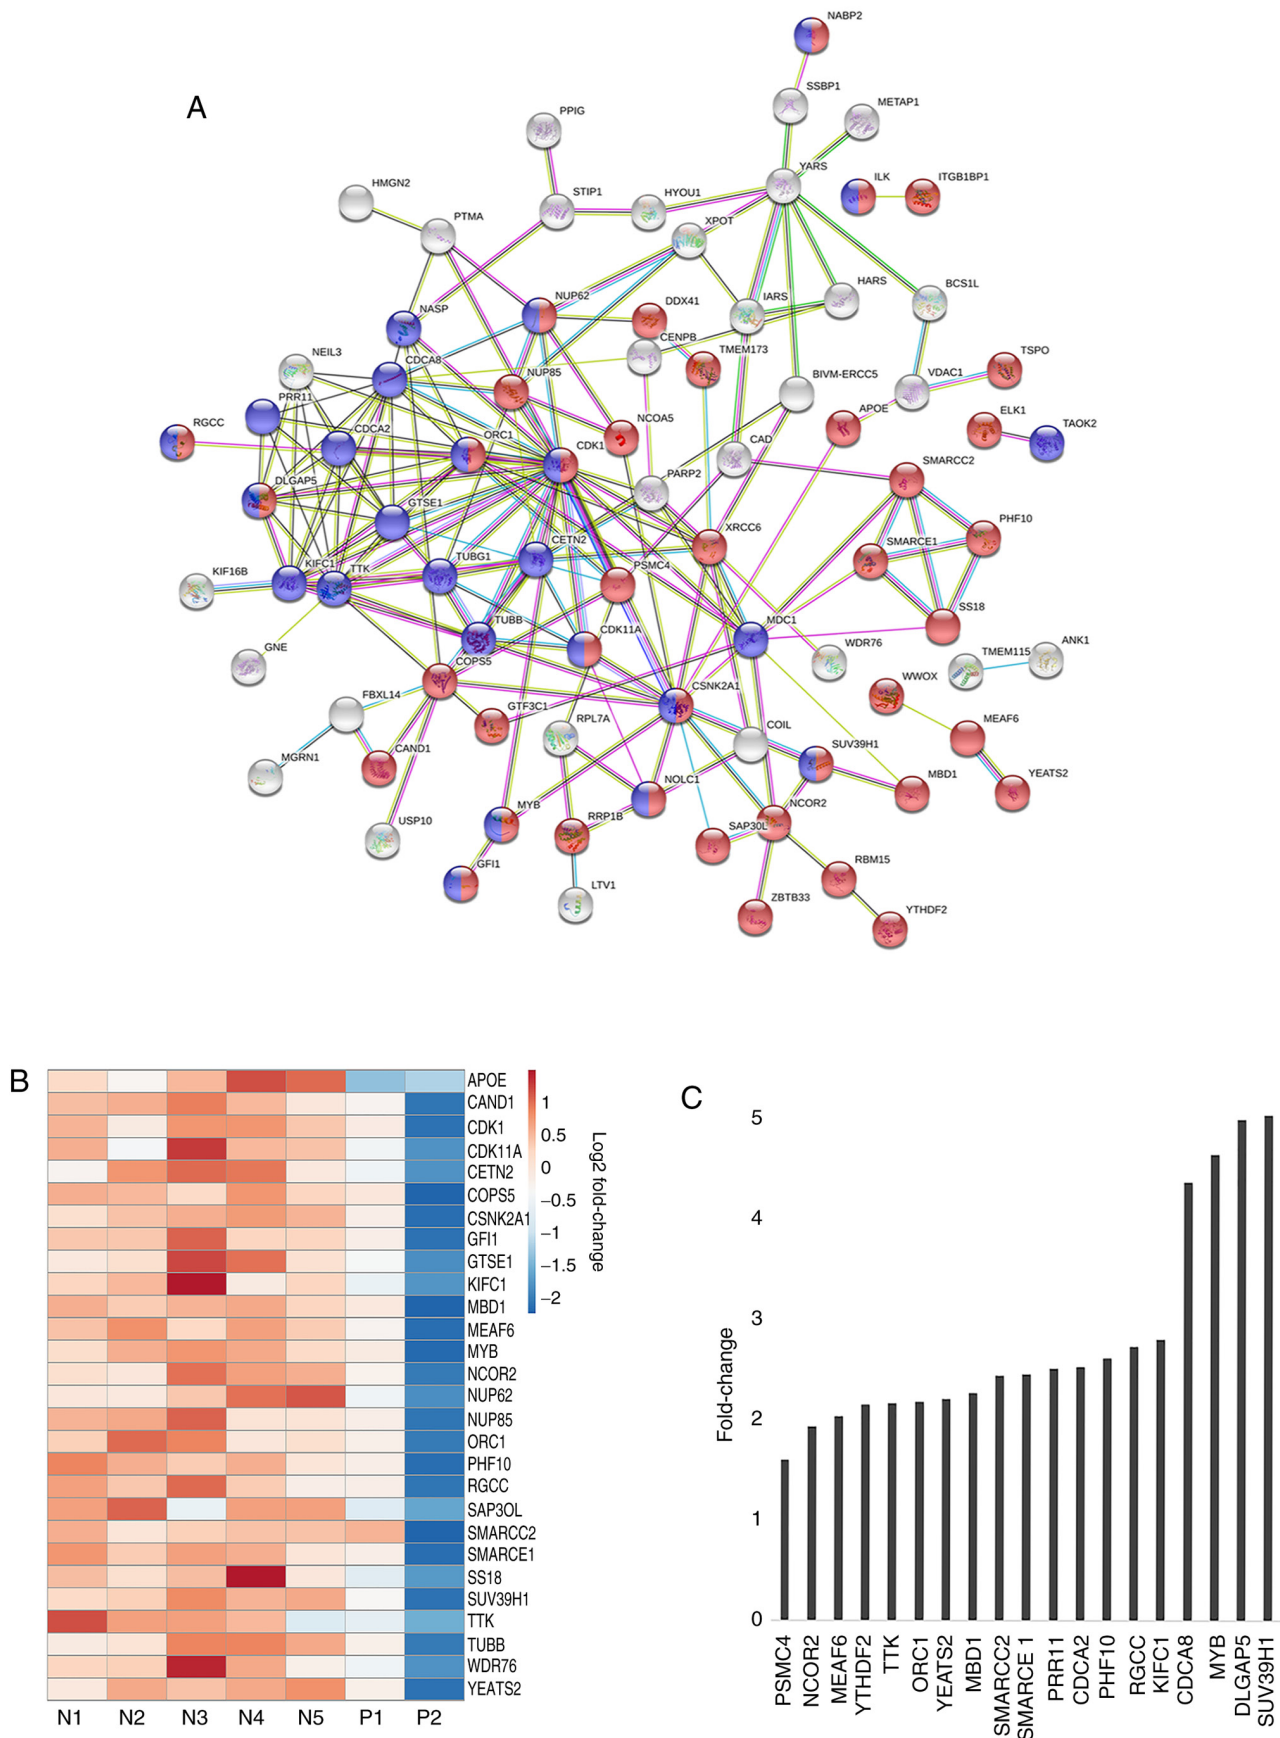 A
NABP2
SSBP1
METAP1
PPIG
YARS
ILK
ITGB1BP1
HMGN2
STIP1
HYOU1
PTMA
XPOT
NASP
NUP62
DDX41
IARS
HARS
BCS1L
CENPB
NEIL3
CDCA8
NUP85
TMEM173
BIVM-ERCC5
VDAC1
TSPO
PRR11
RGCC
CDCA2
ORC1
CDK1
NCOA5
APOE
ELK1
TAOK2
CAD
DLGAP5
PARP2
SMARCC2
GTSE1
XRCC6
PHF10
SMARCE1
KIF16B
KIFC1
TTK
TUBG1
CETN2
PSMC4
SS18
TUBB
CDK11A
MDC1
GNE
COPS5
WDR76
TMEM115
ANK1
FBXL14
GTF3C1
CSNK2A1
WWOX
RPL7A
COIL
MEAF6
MGRN1
CAND1
SUV39H1
NOLC1
MBD1
YEATS2
MYB
RRP1B
NCOR2
USP10
SAP30L
GFI1
RBM15
LTV1
ZBTB33
YTHDF2
B
APOE
CAND1
CDK1
CDK11A
CETN2
COPS5
CSNK2A1
GFI1
GTSE1
KIFC1
MBD1
MEAF6
MYB
NCOR2
NUP62
NUP85
ORC1
PHF10
RGCC
SAP3OL
SMARCC2
SMARCE1
SS18
SUV39H1
TTK
TUBB
WDR76
YEATS2
N1 N2 N3 N4 N5 P1 P2
1
0.5
0
−0.5
−1
−1.5
−2
Log2 fold-change
C
5
4
3
2
1
0
Fold-change
PSMC4
NCOR2
MEAF6
YTHDF2
TTK
ORC1
YEATS2
MBD1
SMARCC2
SMARCE 1
PRR11
CDCA2
PHF10
RGCC
KIFC1
CDCA8
MYB
DLGAP5
SUV39H1